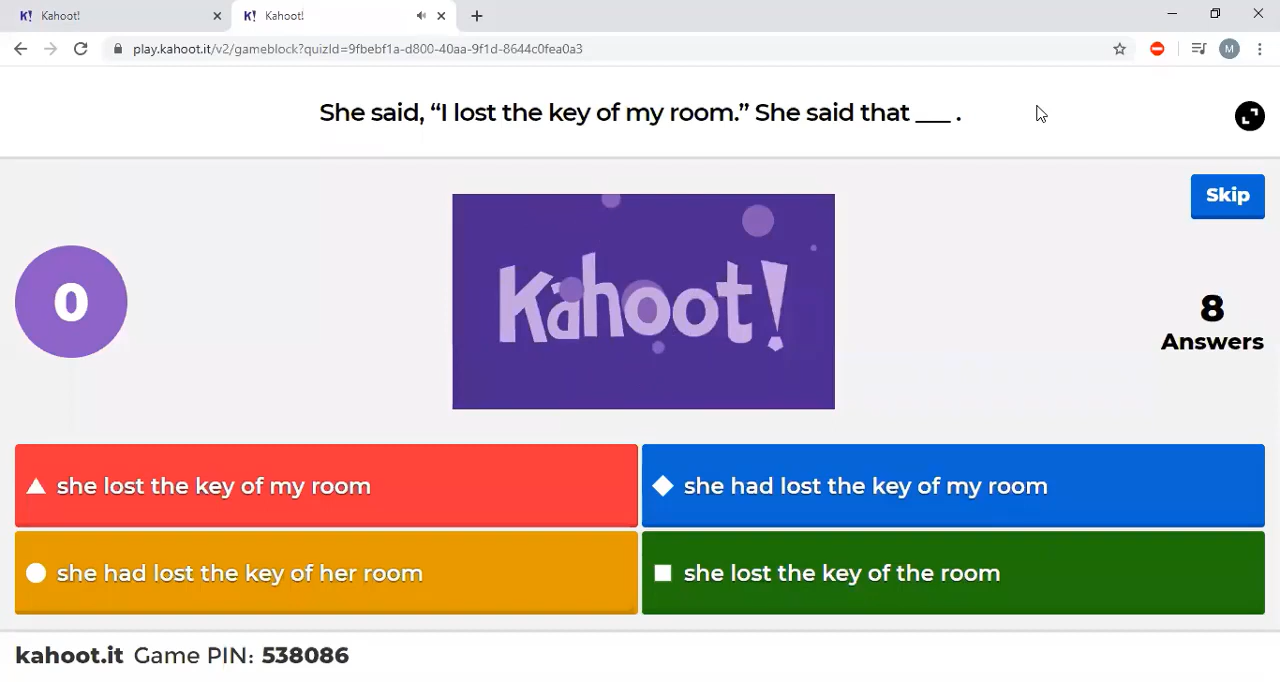 Kahoot!
Kahoot!
play.kahoot.it/v2/gameblock?quizId=9fbebf1a-d800-40aa-9f1d-8644c0fea0a3
M
She said, “I lost the key of my room.” She said that ___ .
Skip
0
Kahoot!
8
Answers
she lost the key of my room
she had lost the key of my room
she had lost the key of her room
she lost the key of the room
kahoot.it Game PIN: 538086